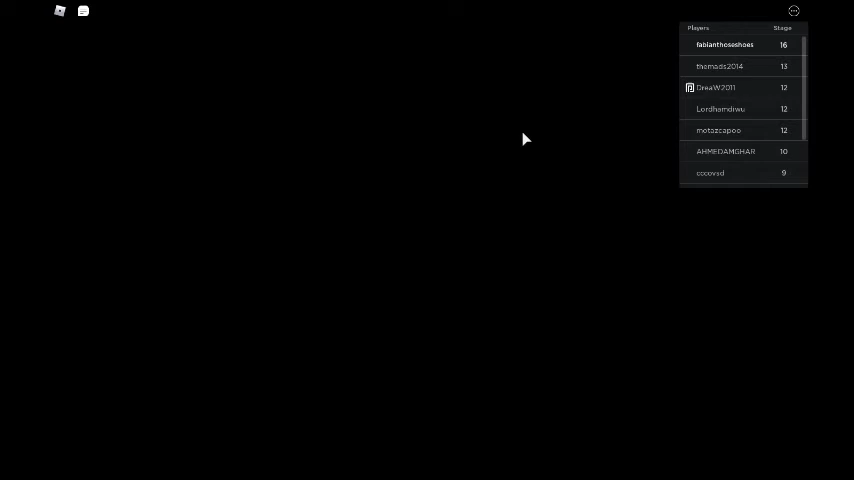 Players Stage
fabianthoseshoes 16
themads2014 13
DreaW2011 12
Lordhamdiwu 12
motazcapoo 12
AHMEDAMGHAR 10
cccovsd 9